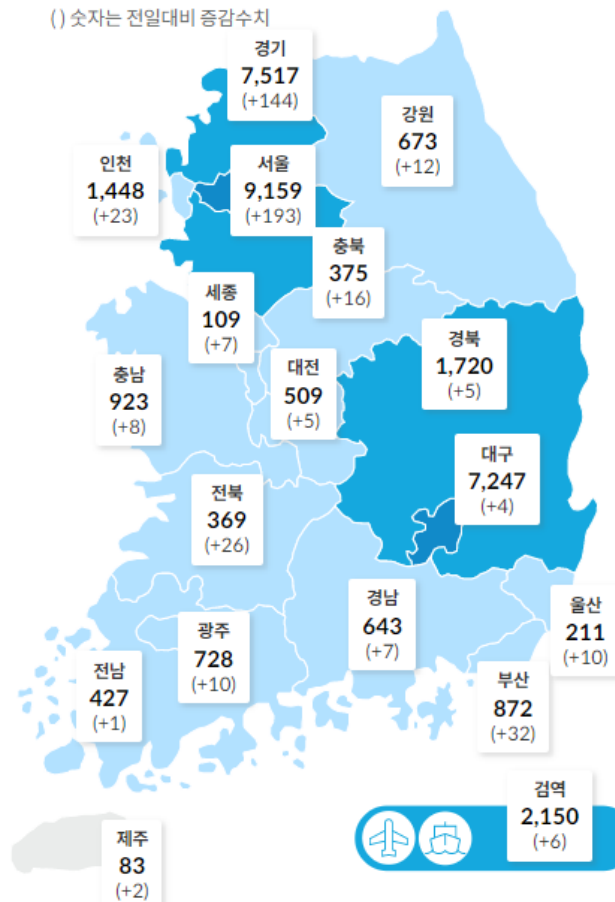 ( ) 숫자는 전일대비 증감수치
경기
7,517
(+144)
강원
673
(+12)
인천
1,448
(+23)
서울
9,159
(+193)
충북
375
(+16)
세종
109
(+7)
경북
1,720
(+5)
대전
509
(+5)
충남
923
(+8)
대구
7,247
(+4)
전북
369
(+26)
경남
643
(+7)
울산
211
(+10)
광주
728
(+10)
전남
427
(+1)
부산
872
(+32)
검역
2,150
(+6)
제주
83
(+2)